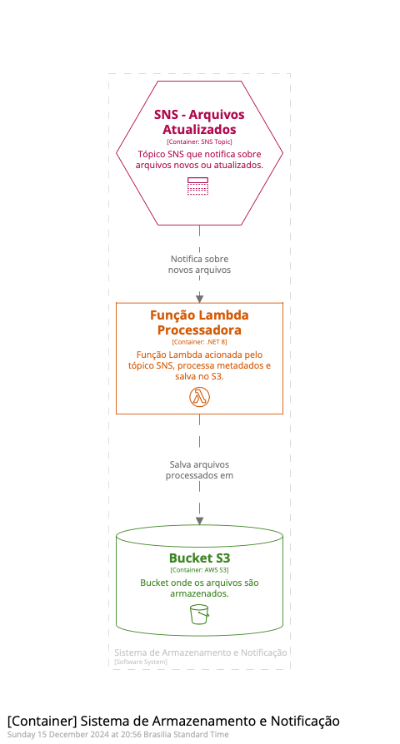 SNS - Arquivos
Atualizados
[Container: SNS Topic]
Tópico SNS que notifica sobre
arquivos novos ou atualizados.
Notifica sobre
novos arquivos
Função Lambda
Processadora
[Container: .NET 8]
Função Lambda acionada pelo
tópico SNS, processa metadados e
salva no S3.
Salva arquivos
processados em
Bucket S3
[Container: AWS S3]
Bucket onde os arquivos são
armazenados.
Sistema de Armazenamento e Notificação
[Software System]
[Container] Sistema de Armazenamento e Notificação
Sunday 15 December 2024 at 20:56 Brasilia Standard Time